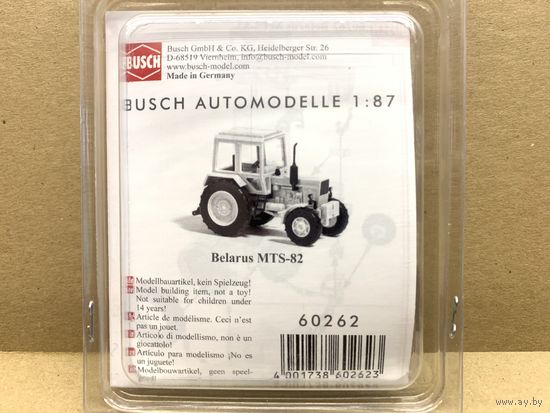 BUSCH
Busch GmbH & Co. KG, Heidelberger Str. 26
D-68519 Viernheim, info@busch-model.com
www.busch-model.com
Made in Germany
BUSCH AUTOMODELLE 1:87
Belarus MTS-82
Modellbauartikel, kein Spielzeug!
Model building item, not a toy!
Not suitable for children under
14 years!
Article de modélisme. Ceci n'est
pas un jouet.
Articolo di modellismo, non è un
giocattolo!
Artículo para modelismo ¡No es
un juguete!
Modelbouwartikel, geen speel-
60262
4 001738 602623
www.ay.by